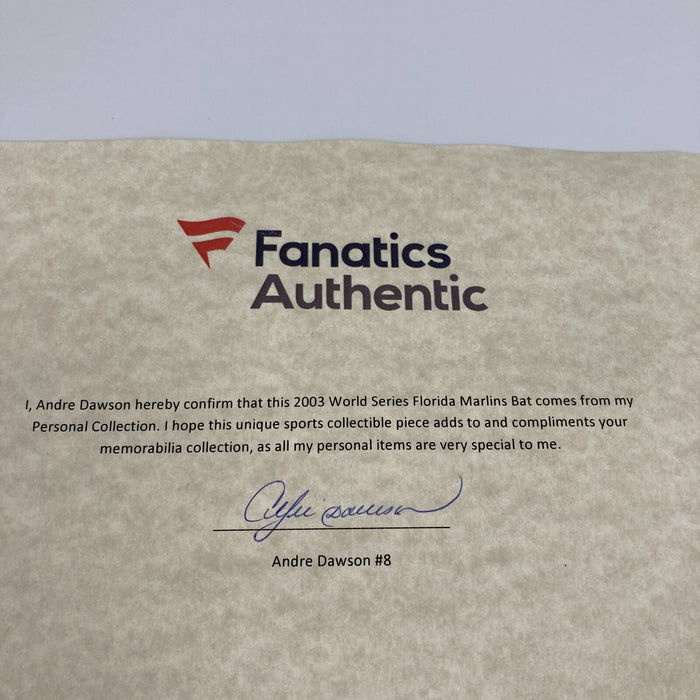 Fanatics
Authentic
I, Andre Dawson hereby confirm that this 2003 World Series Florida Marlins Bat comes from my
Personal Collection. I hope this unique sports collectible piece adds to and compliments your
memorabilia collection, as all my personal items are very special to me.
Andre Dawson
Andre Dawson #8